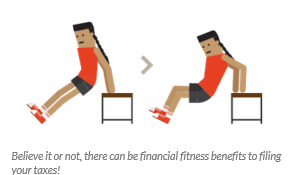 Believe it or not, there can be financial fitness benefits to filing
your taxes!